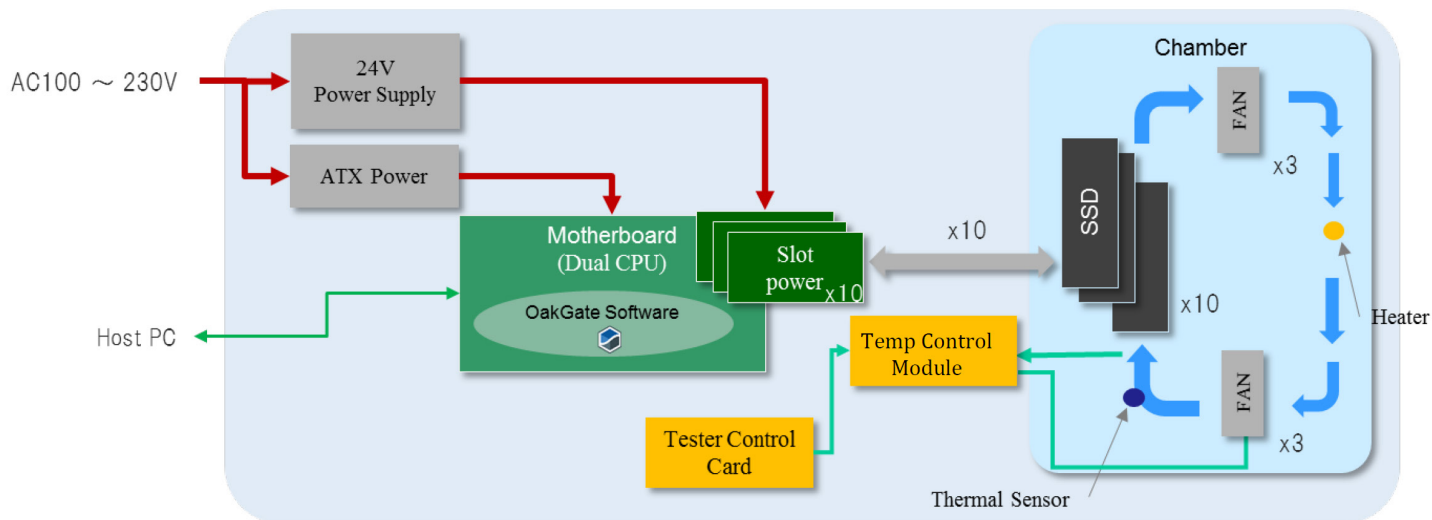 AC100 ～ 230V
24V
Power Supply
ATX Power
Motherboard
(Dual CPU)
OakGate Software
Slot
power
x10
Host PC
x10
Temp Control
Module
Tester Control
Card
Chamber
FAN
x3
SSD
x10
Heater
FAN
x3
Thermal Sensor